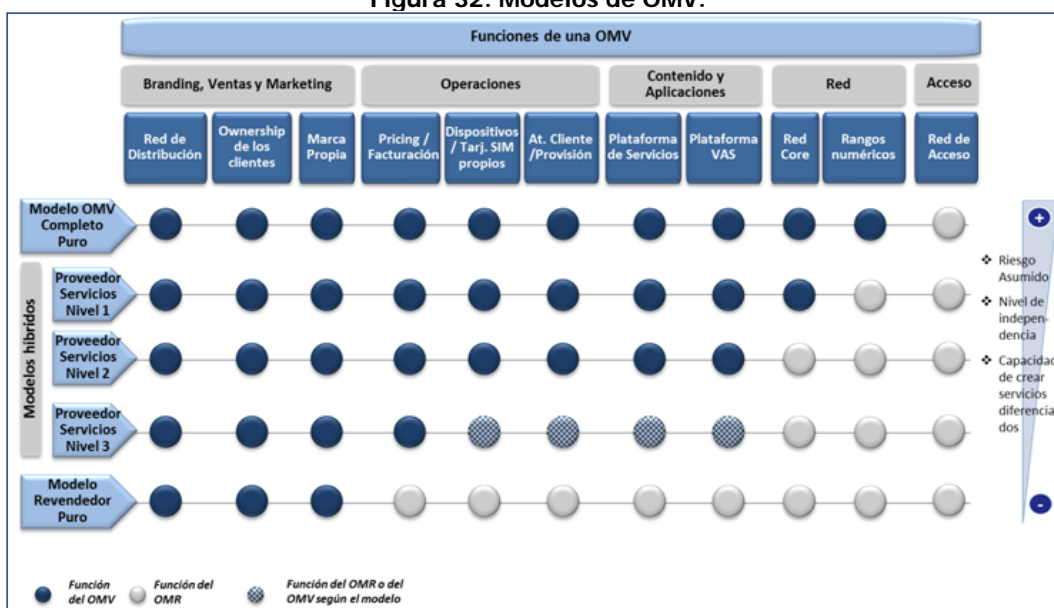 Figura 32. Modelos de OMV.
Funciones de una OMV
Branding, Ventas y Marketing
Operaciones
Contenido y
Aplicaciones
Red
Acceso
Red de
Distribución
Ownership
de los
clientes
Marca
Propia
Pricing /
Facturación
Dispositivos
/ Tarj. SIM
propios
At. Cliente
/Provisión
Plataforma
de Servicios
Plataforma
VAS
Red
Core
Rangos
numéricos
Red de
Acceso
Modelo OMV
Completo
Puro
Modelos híbridos
Proveedor
Servicios
Nivel 1
Proveedor
Servicios
Nivel 2
Proveedor
Servicios
Nivel 3
Modelo
Revendedor
Puro
+
❖ Riesgo
Asumido
❖ Nivel de
indepen-
dencia
❖ Capacidad
de crear
servicios
diferencia
dos
-
Función
del OMV
Función del
OMR
Función del OMR o del
OMV según el modelo